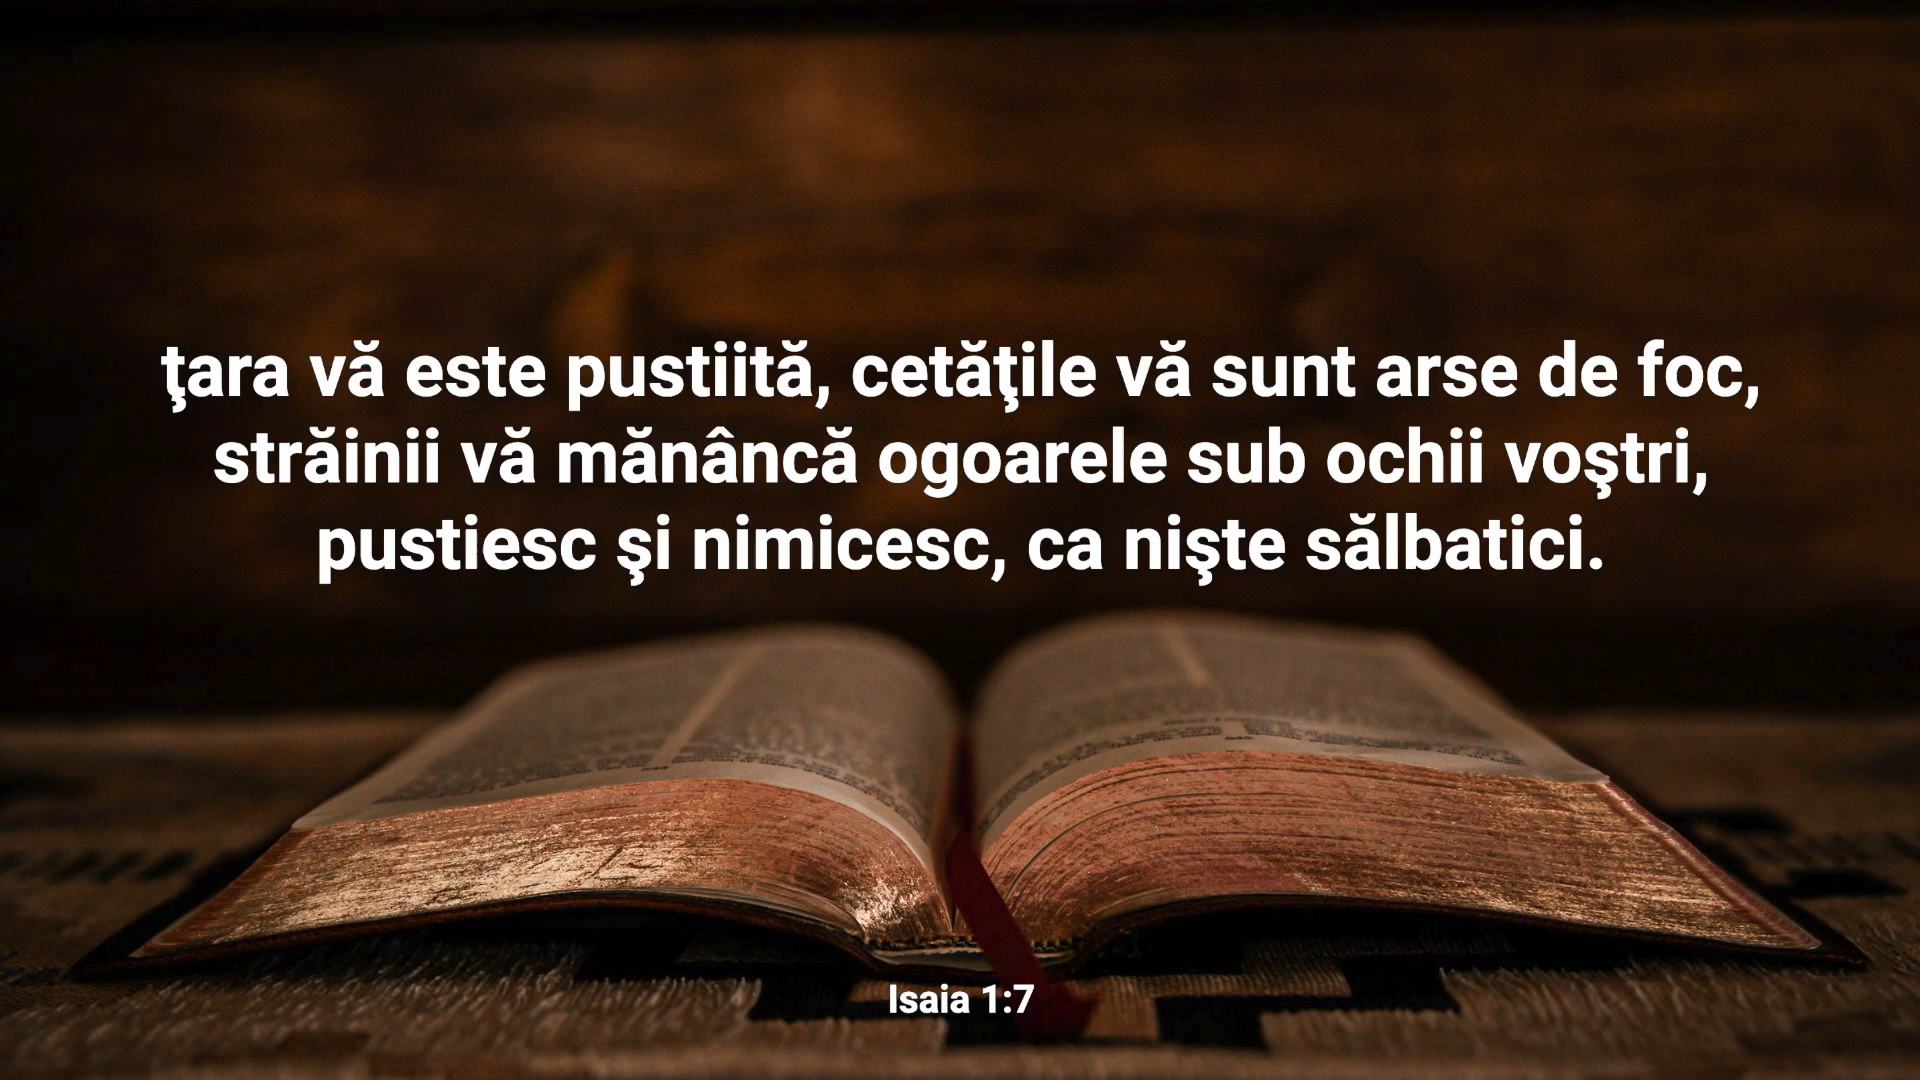 ţara vă este pustiită, cetăţile vă sunt arse de foc,
străinii vă mănâncă ogoarele sub ochii voştri,
pustiesc şi nimicesc, ca nişte sălbatici.
Isaia 1:7